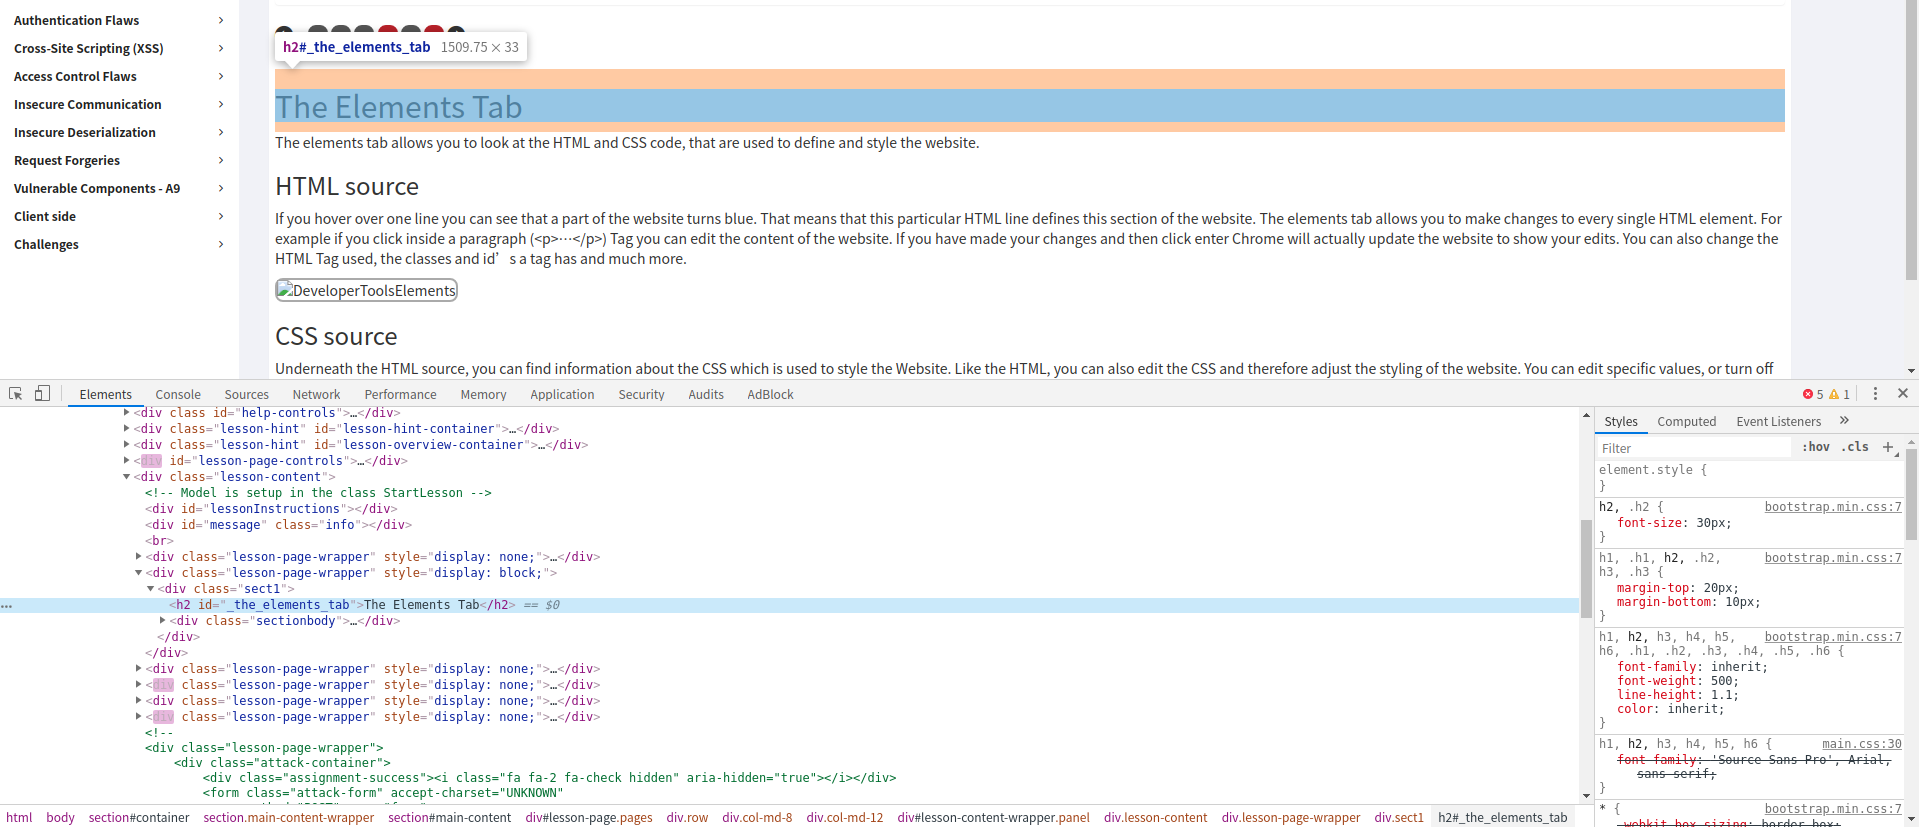 Authentication Flaws
Cross-Site Scripting (XSS)
Access Control Flaws
Insecure Communication
Insecure Deserialization
Request Forgeries
Vulnerable Components - A9
Client side
Challenges
h2#_the_elements_tab 1509.75 × 33
The Elements Tab
The elements tab allows you to look at the HTML and CSS code, that are used to define and style the website.
HTML source
If you hover over one line you can see that a part of the website turns blue. That means that this particular HTML line defines this section of the website. The elements tab allows you to make changes to every single HTML element. For
example if you click inside a paragraph (<p>⋯</p>) Tag you can edit the content of the website. If you have made your changes and then click enter Chrome will actually update the website to show your edits. You can also change the
HTML Tag used, the classes and id’s a tag has and much more.
DeveloperToolsElements
CSS source
Underneath the HTML source, you can find information about the CSS which is used to style the Website. Like the HTML, you can also edit the CSS and therefore adjust the styling of the website. You can edit specific values, or turn off
Elements Console Sources Network Performance Memory Application Security Audits AdBlock 5 1
<div class id="help-controls">…</div>
<div class="lesson-hint" id="lesson-hint-container">…</div>
<div class="lesson-hint" id="lesson-overview-container">…</div>
<div id="lesson-page-controls">…</div>
<div class="lesson-content">
<!-- Model is setup in the class StartLesson -->
<div id="lessonInstructions"></div>
<div id="message" class="info"></div>
<br>
<div class="lesson-page-wrapper" style="display: none;">…</div>
<div class="lesson-page-wrapper" style="display: block;">
<div class="sect1">
… <h2 id="_the_elements_tab">The Elements Tab</h2> == $0
<div class="sectionbody">…</div>
</div>
</div>
<div class="lesson-page-wrapper" style="display: none;">…</div>
<div class="lesson-page-wrapper" style="display: none;">…</div>
<div class="lesson-page-wrapper" style="display: none;">…</div>
<div class="lesson-page-wrapper" style="display: none;">…</div>
<!--
<div class="lesson-page-wrapper">
<div class="attack-container">
<div class="assignment-success"><i class="fa fa-2 fa-check hidden" aria-hidden="true"></i></div>
<form class="attack-form" accept-charset="UNKNOWN"
Styles Computed Event Listeners »
Filter :hov .cls +
element.style {
}
h2, .h2 { bootstrap.min.css:7
font-size: 30px;
}
h1, .h1, h2, .h2, bootstrap.min.css:7
h3, .h3 {
margin-top: 20px;
margin-bottom: 10px;
}
h1, h2, h3, h4, h5, bootstrap.min.css:7
h6, .h1, .h2, .h3, .h4, .h5, .h6 {
font-family: inherit;
font-weight: 500;
line-height: 1.1;
color: inherit;
}
h1, h2, h3, h4, h5, h6 { main.css:30
font-family: 'Source Sans Pro', Arial,
sans-serif;
}
* { bootstrap.min.css:7
-webkit-box-sizing: border-box;
html body section#container section.main-content-wrapper section#main-content div#lesson-page.pages div.row div.col-md-8 div.col-md-12 div#lesson-content-wrapper.panel div.lesson-content div.lesson-page-wrapper div.sect1 h2#_the_elements_tab